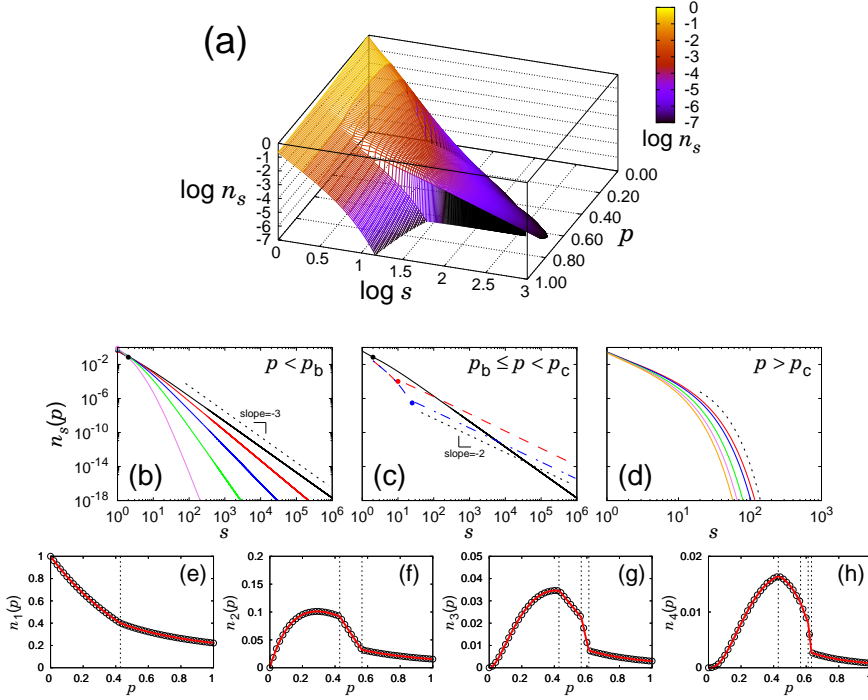 (a)
0
-1
-2
-3
-4
-5
-6
-7
log n_s
0
-1
-2
-3
-4
-5
-6
-7
log n_s
0
0.5
1
1.5
2
2.5
3
log s
0.00
0.20
0.40
0.60
0.80
1.00
p
n_s(p)
10^-2
10^-6
10^-10
10^-14
10^-18
p < p_b
slope=-3
(b)
10^0 10^1 10^2 10^3 10^4 10^5 10^6
s
p_b ≤ p < p_c
slope=-2
(c)
10^0 10^1 10^2 10^3 10^4 10^5 10^6
s
p > p_c
(d)
10^0 10^1 10^2 10^3
s
(e)
n_1(p)
1
0.8
0.6
0.4
0.2
0
0 0.2 0.4 0.6 0.8 1
p
(f)
n_2(p)
0.2
0.15
0.1
0.05
0
0 0.2 0.4 0.6 0.8 1
p
(g)
n_3(p)
0.05
0.04
0.03
0.02
0.01
0
0 0.2 0.4 0.6 0.8 1
p
(h)
n_4(p)
0.02
0.01
0
0 0.2 0.4 0.6 0.8
p